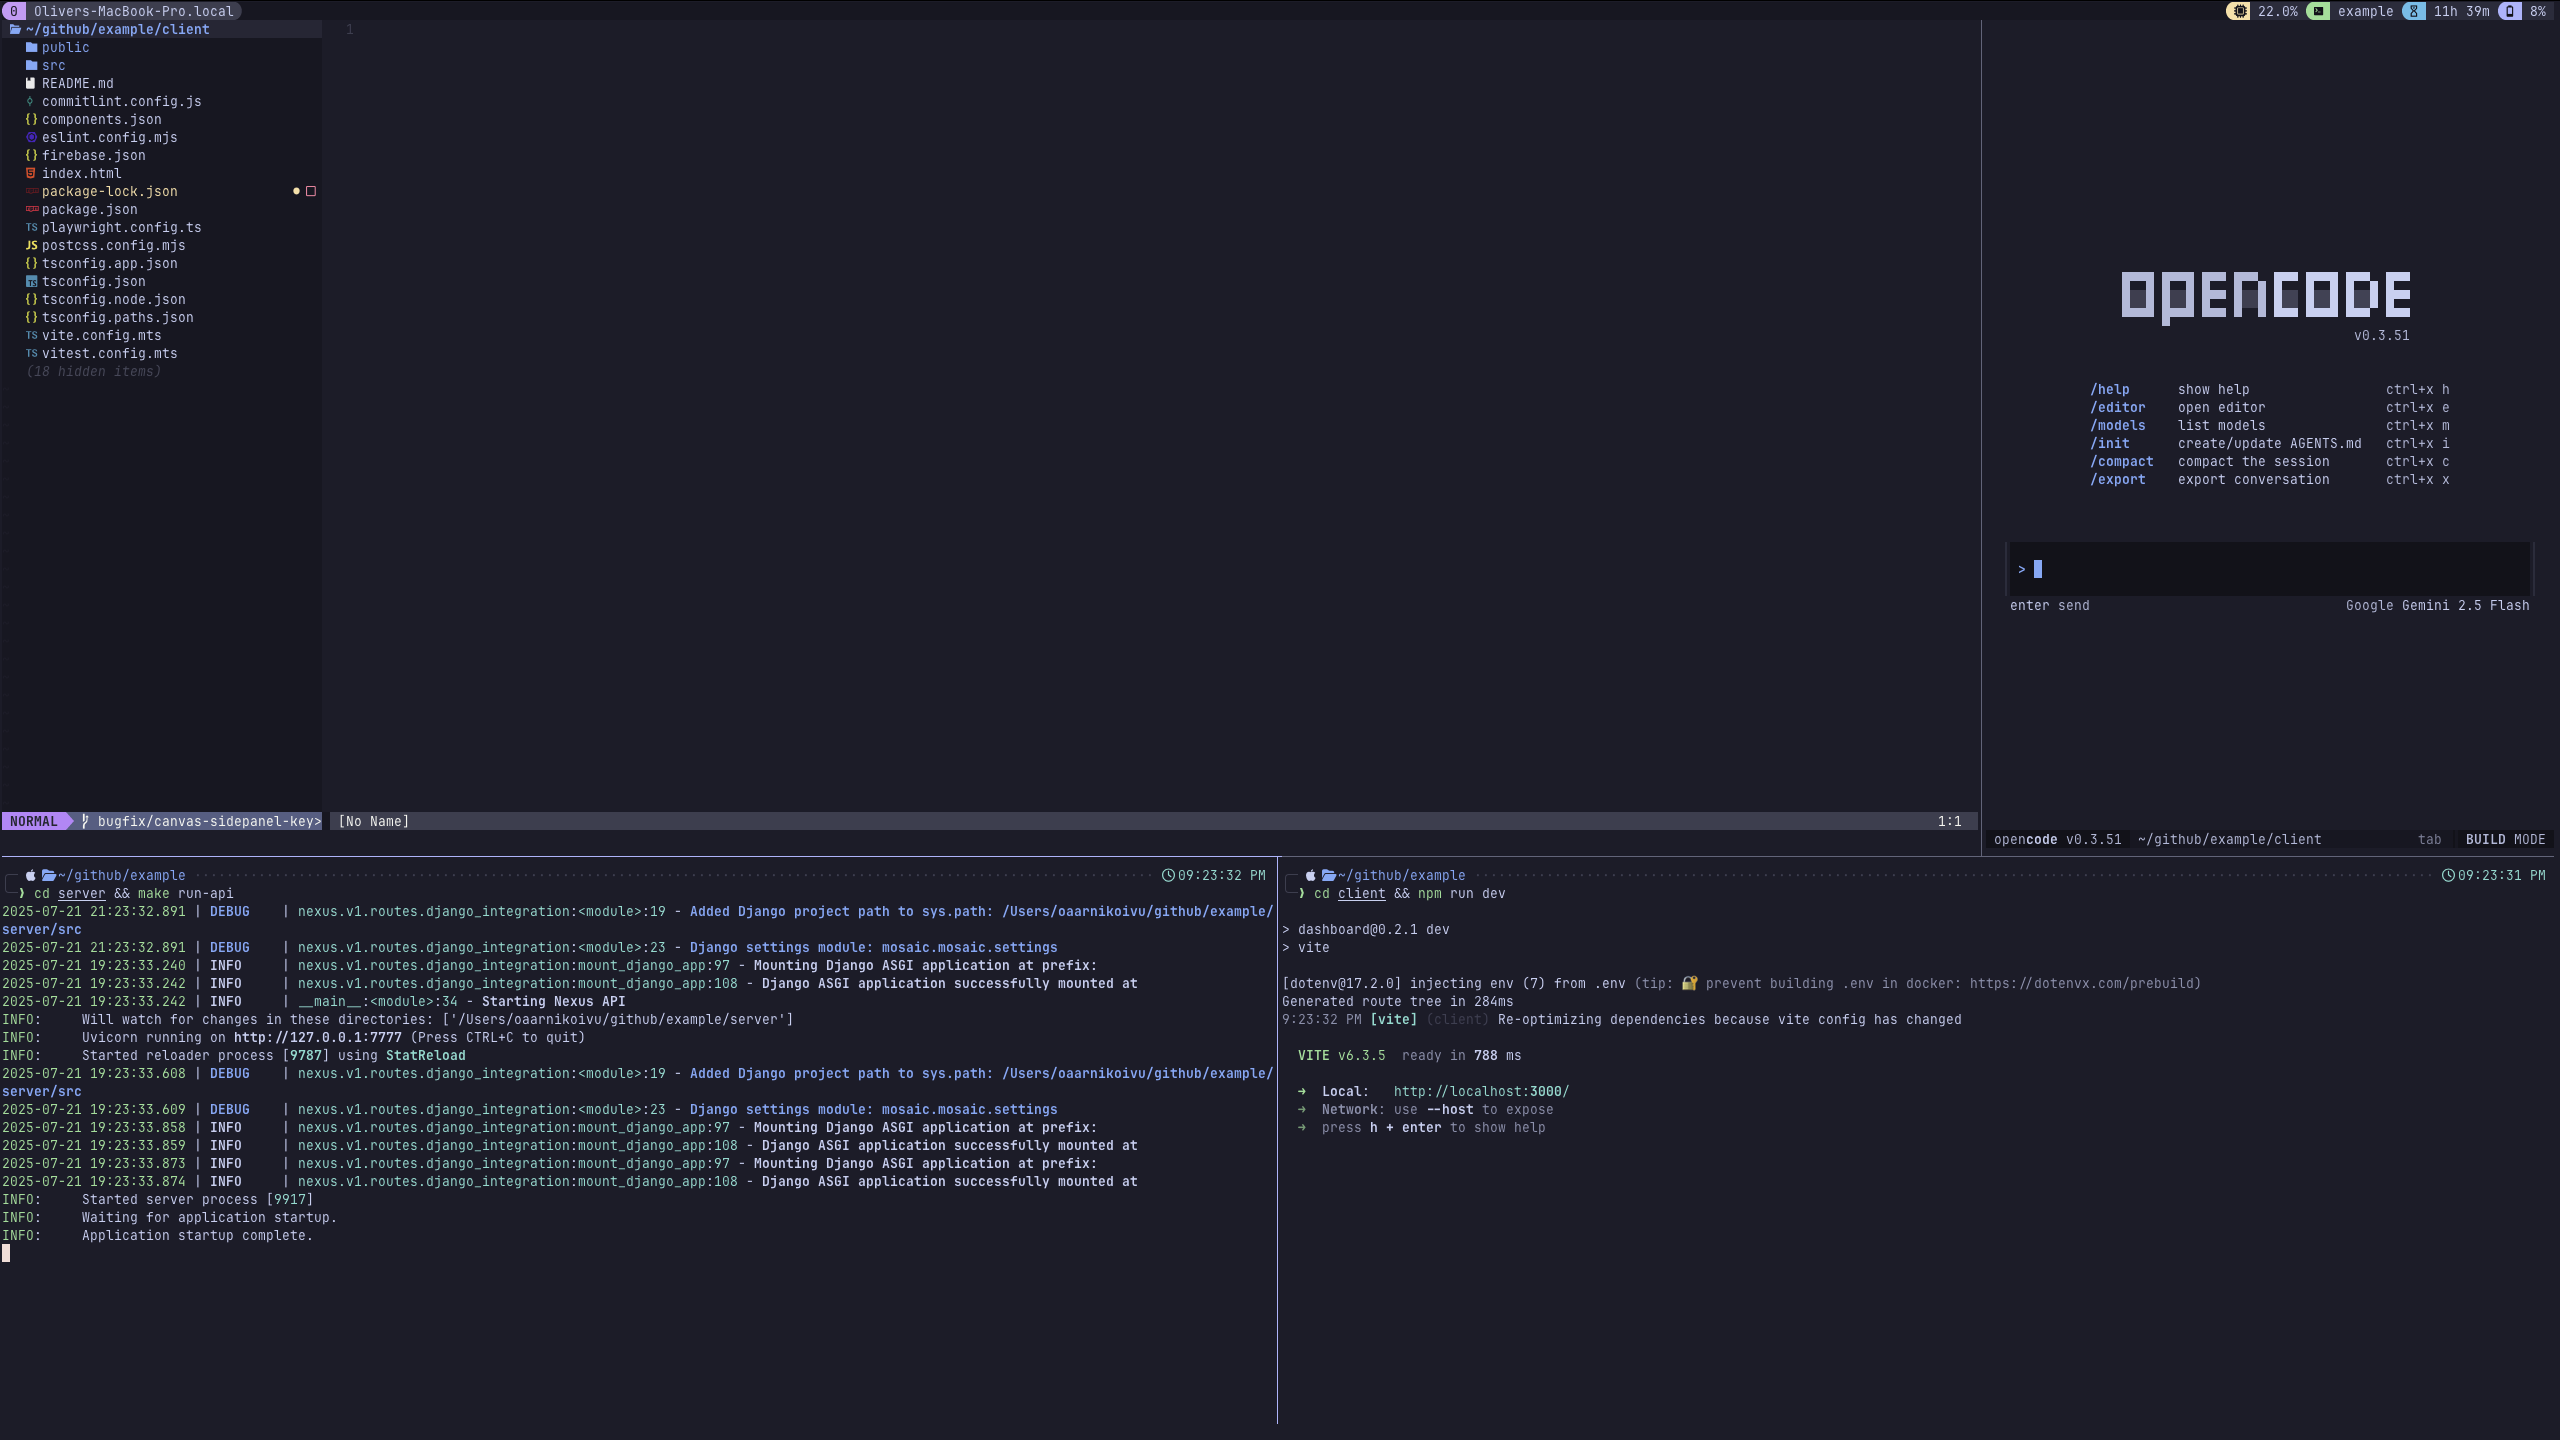 0 Olivers-MacBook-Pro.local
22.0% example 11h 39m 8%
~/github/example/client
public
src
README.md
commitlint.config.js
components.json
eslint.config.mjs
firebase.json
index.html
package-lock.json
package.json
TS playwright.config.ts
JS postcss.config.mjs
tsconfig.app.json
tsconfig.json
tsconfig.node.json
tsconfig.paths.json
TS vite.config.mts
TS vitest.config.mts
(18 hidden items)
1
NORMAL bugfix/canvas-sidepanel-key> [No Name] 1:1
opencode
v0.3.51
/help show help ctrl+x h
/editor open editor ctrl+x e
/models list models ctrl+x m
/init create/update AGENTS.md ctrl+x i
/compact compact the session ctrl+x c
/export export conversation ctrl+x x
>
enter send Google Gemini 2.5 Flash
opencode v0.3.51 ~/github/example/client tab BUILD MODE
~/github/example 09:23:32 PM
❯ cd server && make run-api
2025-07-21 21:23:32.891 | DEBUG | nexus.v1.routes.django_integration:<module>:19 - Added Django project path to sys.path: /Users/oaarnikoivu/github/example/
server/src
2025-07-21 21:23:32.891 | DEBUG | nexus.v1.routes.django_integration:<module>:23 - Django settings module: mosaic.mosaic.settings
2025-07-21 19:23:33.240 | INFO | nexus.v1.routes.django_integration:mount_django_app:97 - Mounting Django ASGI application at prefix:
2025-07-21 19:23:33.242 | INFO | nexus.v1.routes.django_integration:mount_django_app:108 - Django ASGI application successfully mounted at
2025-07-21 19:23:33.242 | INFO | __main__:<module>:34 - Starting Nexus API
INFO: Will watch for changes in these directories: ['/Users/oaarnikoivu/github/example/server']
INFO: Uvicorn running on http://127.0.0.1:7777 (Press CTRL+C to quit)
INFO: Started reloader process [9787] using StatReload
2025-07-21 19:23:33.608 | DEBUG | nexus.v1.routes.django_integration:<module>:19 - Added Django project path to sys.path: /Users/oaarnikoivu/github/example/
server/src
2025-07-21 19:23:33.609 | DEBUG | nexus.v1.routes.django_integration:<module>:23 - Django settings module: mosaic.mosaic.settings
2025-07-21 19:23:33.858 | INFO | nexus.v1.routes.django_integration:mount_django_app:97 - Mounting Django ASGI application at prefix:
2025-07-21 19:23:33.859 | INFO | nexus.v1.routes.django_integration:mount_django_app:108 - Django ASGI application successfully mounted at
2025-07-21 19:23:33.873 | INFO | nexus.v1.routes.django_integration:mount_django_app:97 - Mounting Django ASGI application at prefix:
2025-07-21 19:23:33.874 | INFO | nexus.v1.routes.django_integration:mount_django_app:108 - Django ASGI application successfully mounted at
INFO: Started server process [9917]
INFO: Waiting for application startup.
INFO: Application startup complete.
~/github/example 09:23:31 PM
❯ cd client && npm run dev
> dashboard@0.2.1 dev
> vite
[dotenv@17.2.0] injecting env (7) from .env (tip: 🔐 prevent building .env in docker: https://dotenvx.com/prebuild)
Generated route tree in 284ms
9:23:32 PM [vite] (client) Re-optimizing dependencies because vite config has changed
VITE v6.3.5 ready in 788 ms
➜ Local: http://localhost:3000/
➜ Network: use --host to expose
➜ press h + enter to show help